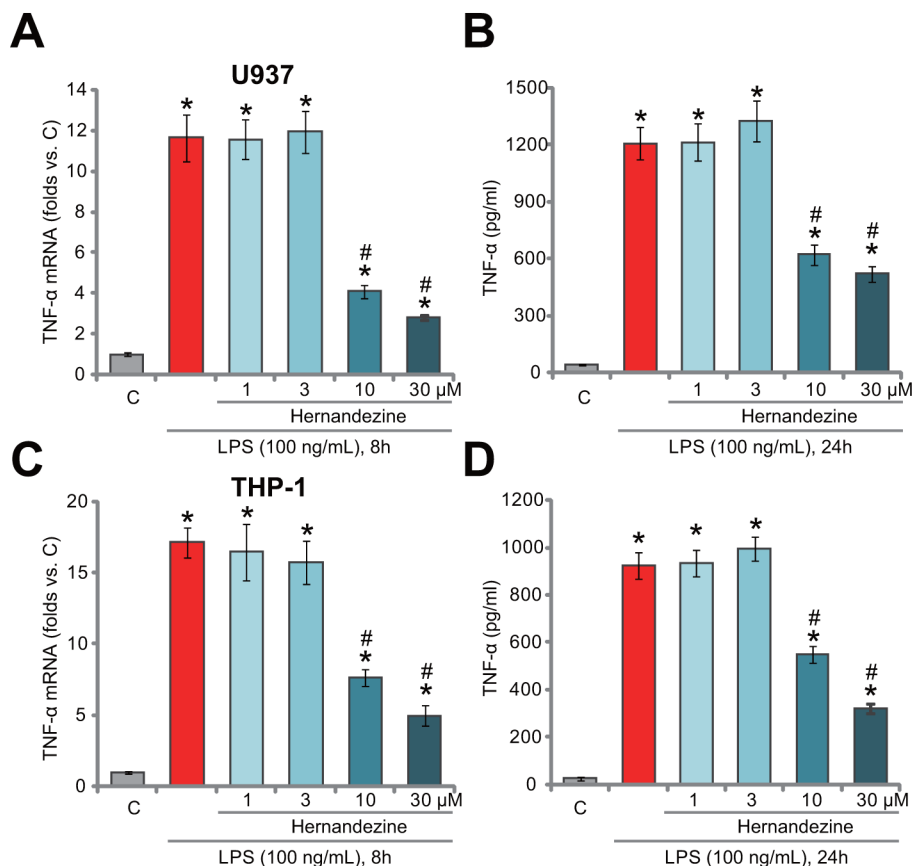 A
U937
TNF-α mRNA (folds vs. C)
14
12
10
8
6
4
2
0
* * * # * # *
C 1 3 10 30 μM
Hernandezine
LPS (100 ng/mL), 8h
B
TNF-α (pg/ml)
1500
1200
900
600
300
0
* * * # * # *
C 1 3 10 30 μM
Hernandezine
LPS (100 ng/mL), 24h
C
THP-1
TNF-α mRNA (folds vs. C)
20
15
10
5
0
* * * # * # *
C 1 3 10 30 μM
Hernandezine
LPS (100 ng/mL), 8h
D
TNF-α (pg/ml)
1200
1000
800
600
400
200
0
* * * # * # *
C 1 3 10 30 μM
Hernandezine
LPS (100 ng/mL), 24h